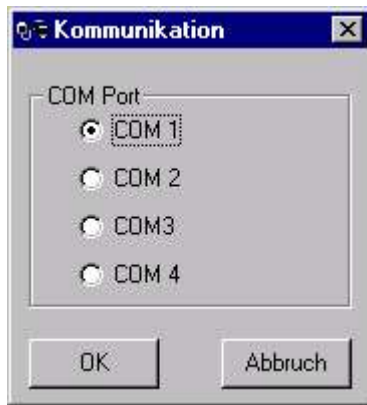 Kommunikation
COM Port
COM 1
COM 2
COM3
COM 4
OK Abbruch